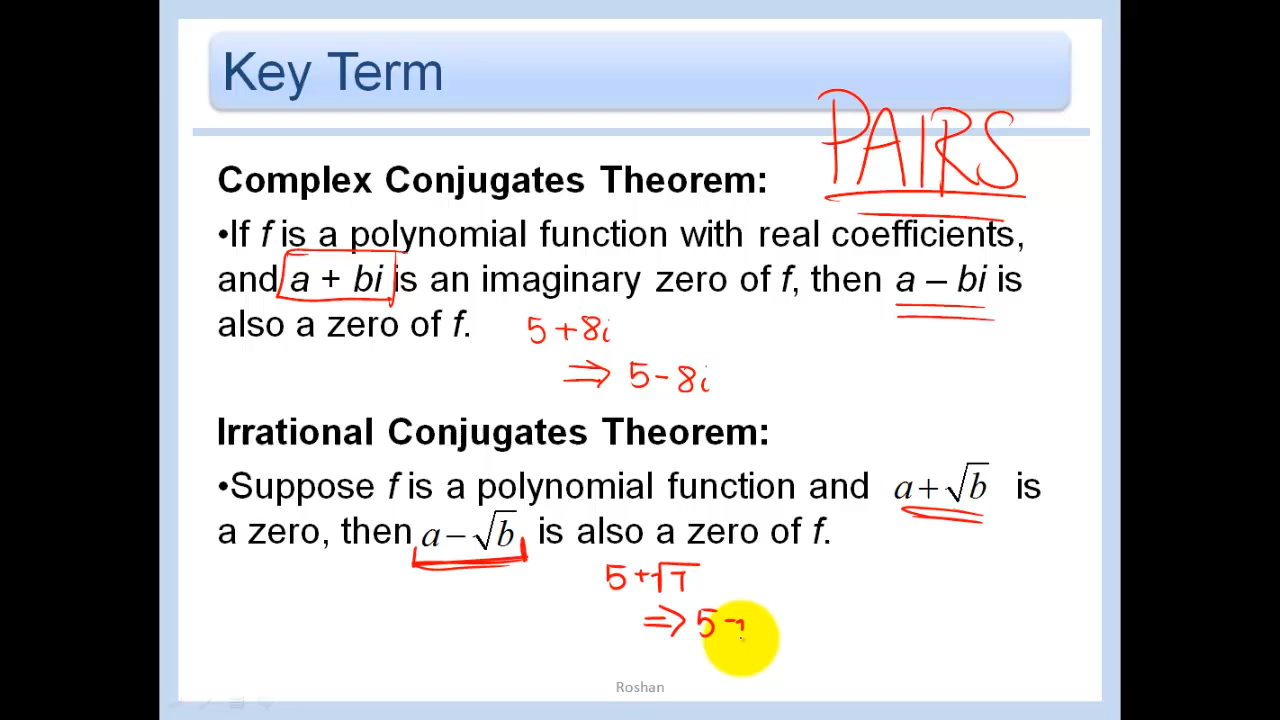 Key Term
PAIRS
Complex Conjugates Theorem:
•If f is a polynomial function with real coefficients,
and a + bi is an imaginary zero of f, then a – bi is
also a zero of f.
5 + 8i
⇒ 5 - 8i
Irrational Conjugates Theorem:
•Suppose f is a polynomial function and a + √b is
a zero, then a − √b is also a zero of f.
5 + √7
⇒ 5 -
Roshan